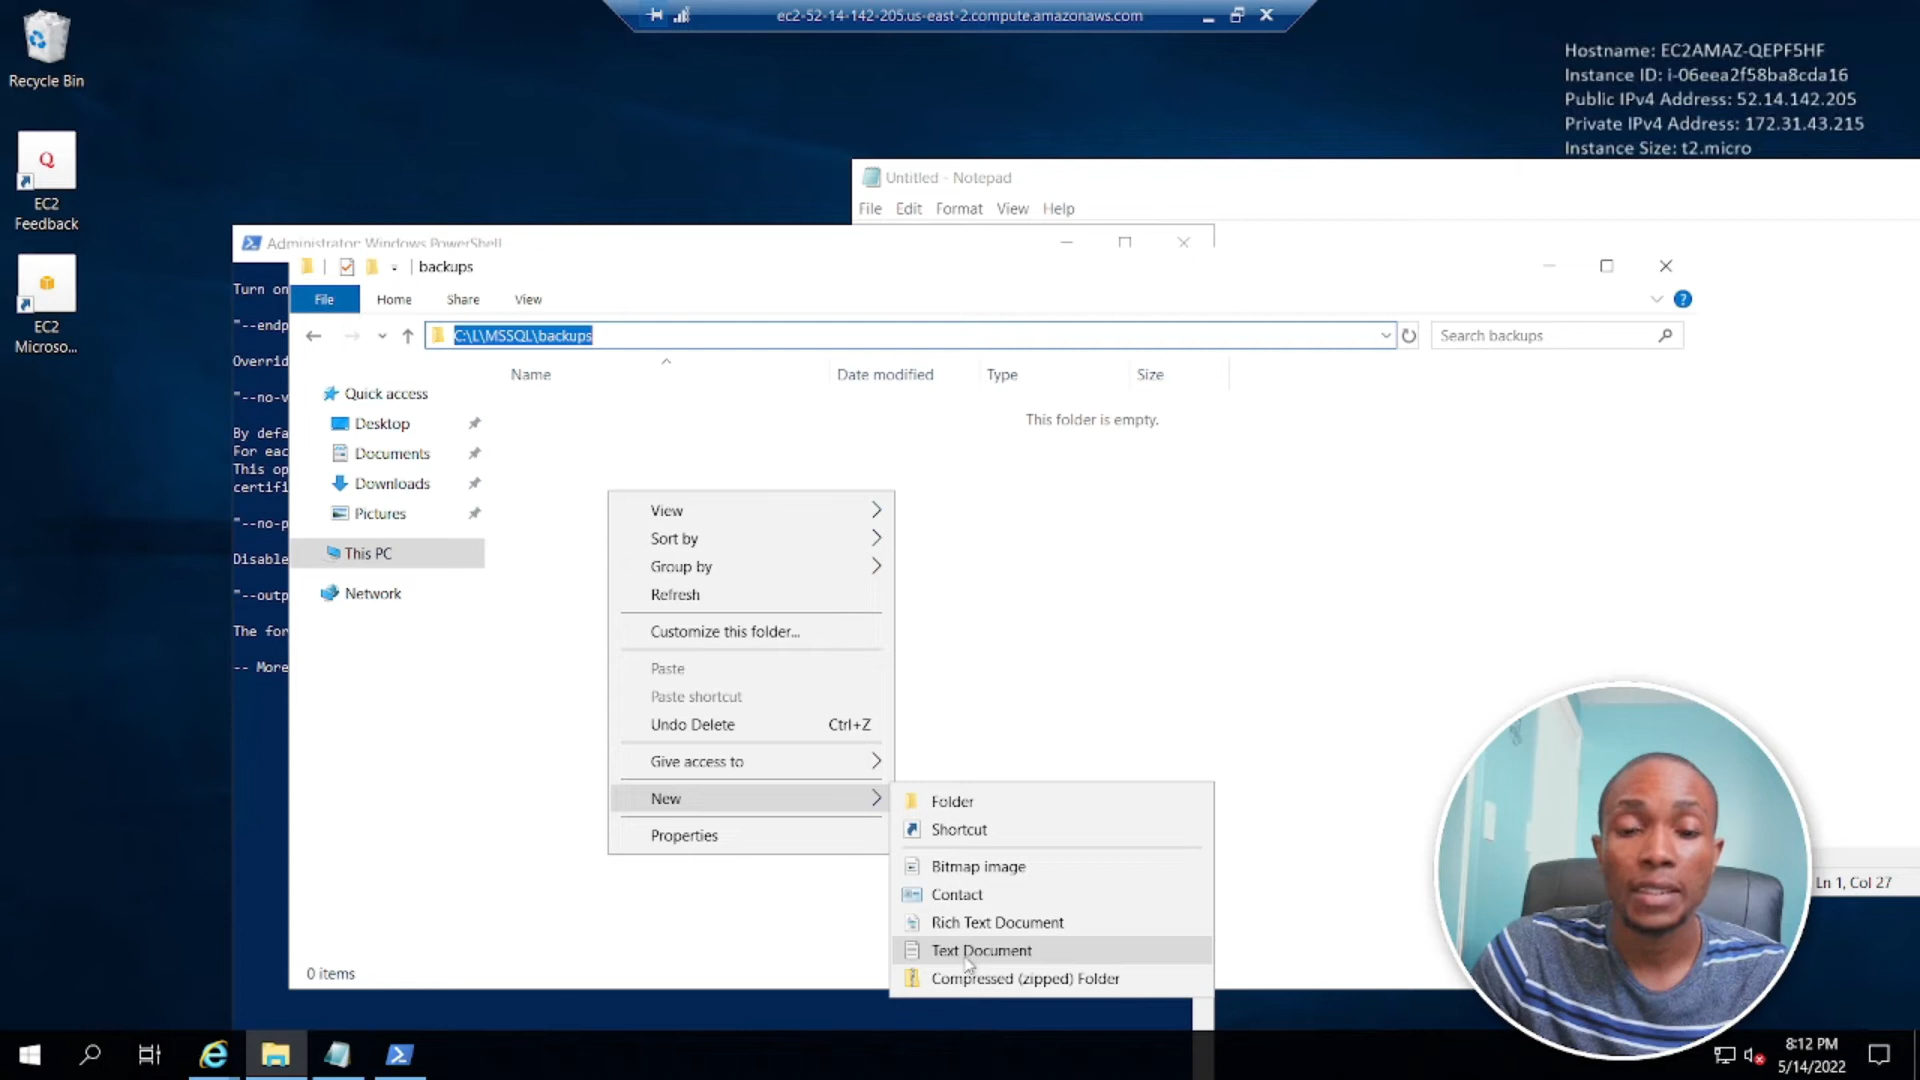 ec2-52-14-142-205.us-east-2.compute.amazonaws.com
Hostname: EC2AMAZ-QEPF5HF
Instance ID: i-06eea2f58ba8cda16
Public IPv4 Address: 52.14.142.205
Private IPv4 Address: 172.31.43.215
Instance Size: t2.micro
Recycle Bin
EC2
Feedback
EC2
Microso...
Untitled - Notepad
File Edit Format View Help
Administrator: Windows PowerShell
Turn on
"--endp
Overrid
"--no-v
By defa
For eac
This op
certifi
"--no-p
Disable
"--outp
The for
-- More
backups
File Home Share View
C:\L\MSSQL\backups
Search backups
Name Date modified Type Size
This folder is empty.
Quick access
Desktop
Documents
Downloads
Pictures
This PC
Network
0 items
View
Sort by
Group by
Refresh
Customize this folder...
Paste
Paste shortcut
Undo Delete Ctrl+Z
Give access to
New
Properties
Folder
Shortcut
Bitmap image
Contact
Rich Text Document
Text Document
Compressed (zipped) Folder
Ln 1, Col 27
8:12 PM
5/14/2022